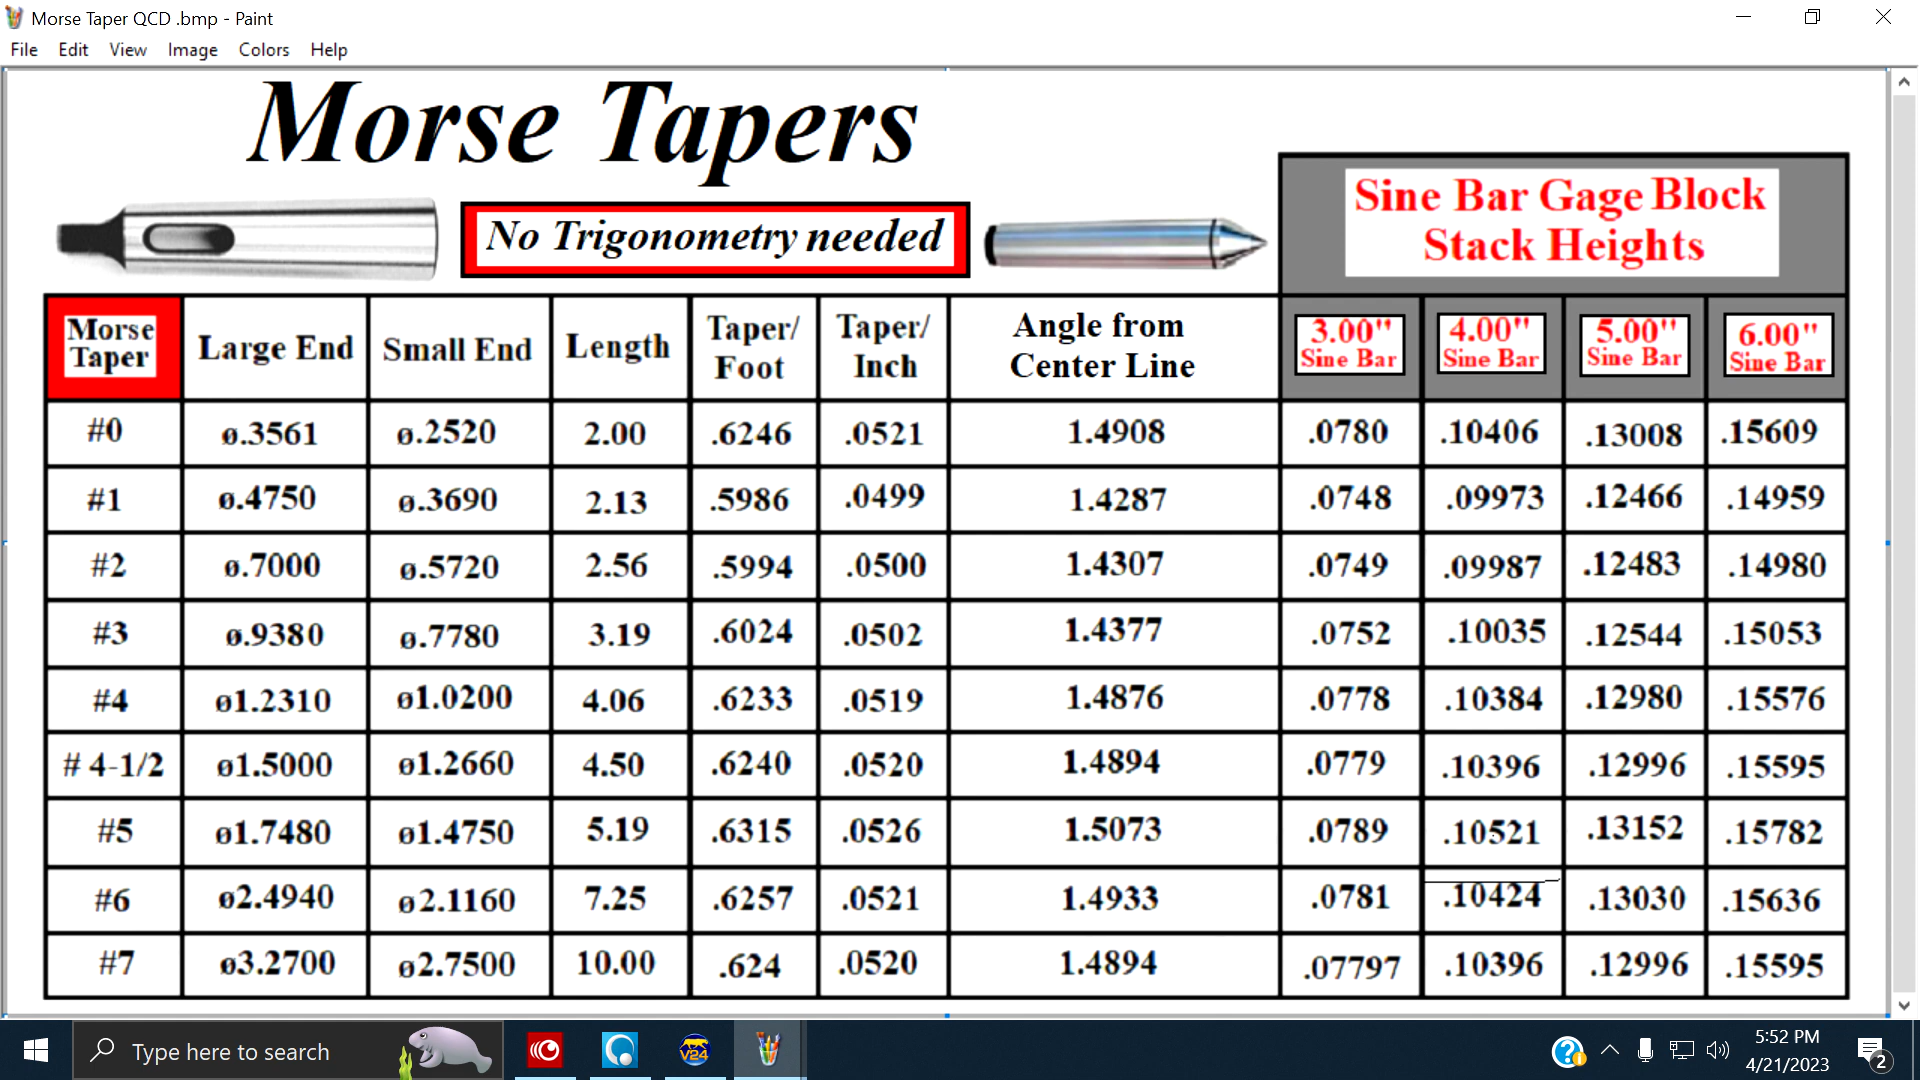 Morse Taper QCD .bmp - Paint
File Edit View Image Colors Help
Morse Tapers
No Trigonometry needed
Sine Bar Gage Block
Stack Heights
Morse Taper Large End Small End Length Taper/ Foot Taper/ Inch Angle from Center Line 3.00" Sine Bar 4.00" Sine Bar 5.00" Sine Bar 6.00" Sine Bar
#0 ø.3561 ø.2520 2.00 .6246 .0521 1.4908 .0780 .10406 .13008 .15609
#1 ø.4750 ø.3690 2.13 .5986 .0499 1.4287 .0748 .09973 .12466 .14959
#2 ø.7000 ø.5720 2.56 .5994 .0500 1.4307 .0749 .09987 .12483 .14980
#3 ø.9380 ø.7780 3.19 .6024 .0502 1.4377 .0752 .10035 .12544 .15053
#4 ø1.2310 ø1.0200 4.06 .6233 .0519 1.4876 .0778 .10384 .12980 .15576
# 4-1/2 ø1.5000 ø1.2660 4.50 .6240 .0520 1.4894 .0779 .10396 .12996 .15595
#5 ø1.7480 ø1.4750 5.19 .6315 .0526 1.5073 .0789 .10521 .13152 .15782
#6 ø2.4940 ø2.1160 7.25 .6257 .0521 1.4933 .0781 .10424 .13030 .15636
#7 ø3.2700 ø2.7500 10.00 .624 .0520 1.4894 .07797 .10396 .12996 .15595
Type here to search
V24
5:52 PM
4/21/2023
2